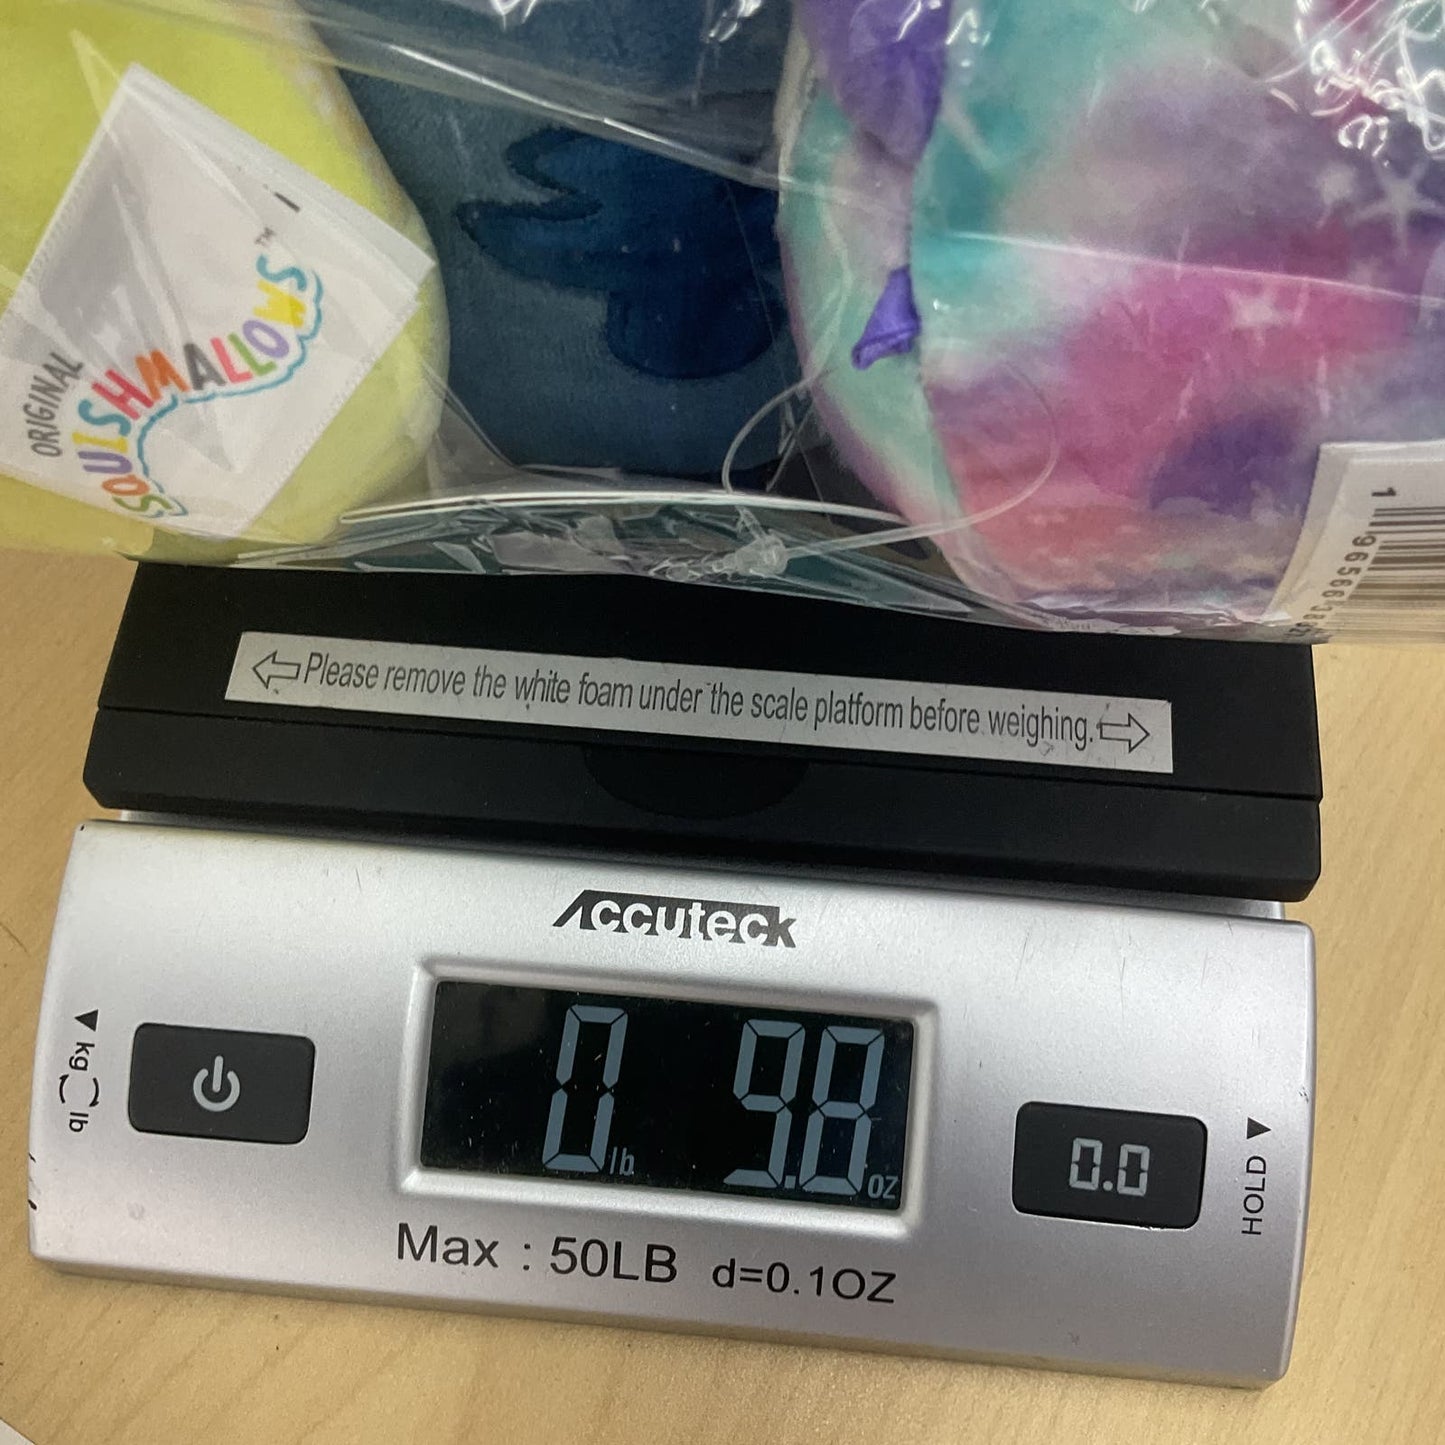 ORIGINAL
SQUISHMALLOWS™
Please remove the white foam under the scale platform before weighing.
Accuteck
0 lb 9.8 oz
kg lb
0.0
HOLD
Max : 50LB d=0.1OZ